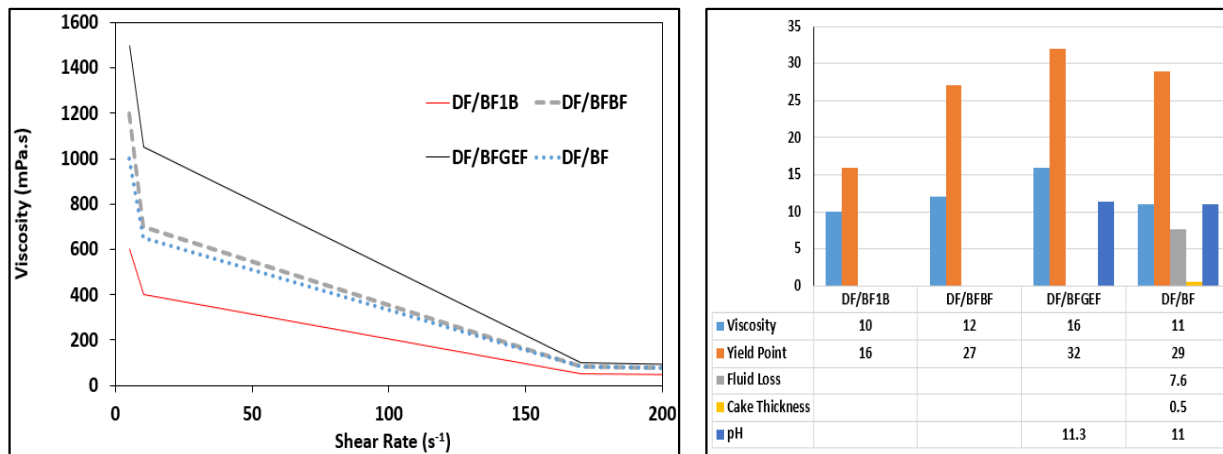 1600
1400
1200
1000
800
600
400
200
0
Viscosity (mPa.s)
DF/BF1B DF/BFBF
DF/BFGEF DF/BF
0 50 100 150 200
Shear Rate (s⁻¹)
35
30
25
20
15
10
5
0
DF/BF1B DF/BFBF DF/BFGEF DF/BF
Viscosity 10 12 16 11
Yield Point 16 27 32 29
Fluid Loss 7.6
Cake Thickness 0.5
pH 11.3 11